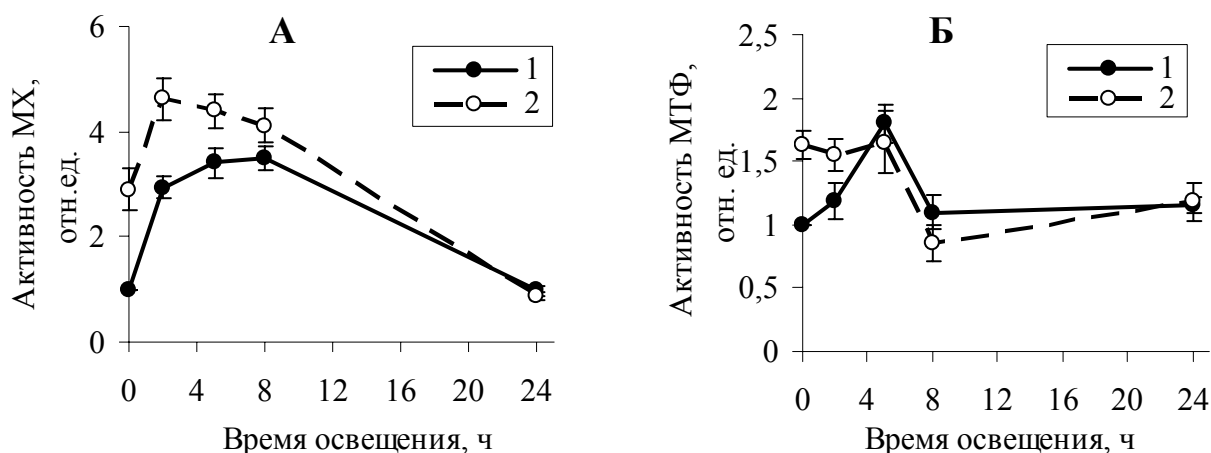 А
Активность МХ,
отн.ед.
6
4
2
0
1
2
0 4 8 12 16 20 24
Время освещения, ч
Б
Активность МТФ,
отн. ед.
2,5
2
1,5
1
0,5
0
1
2
0 4 8 12 16 20 24
Время освещения, ч